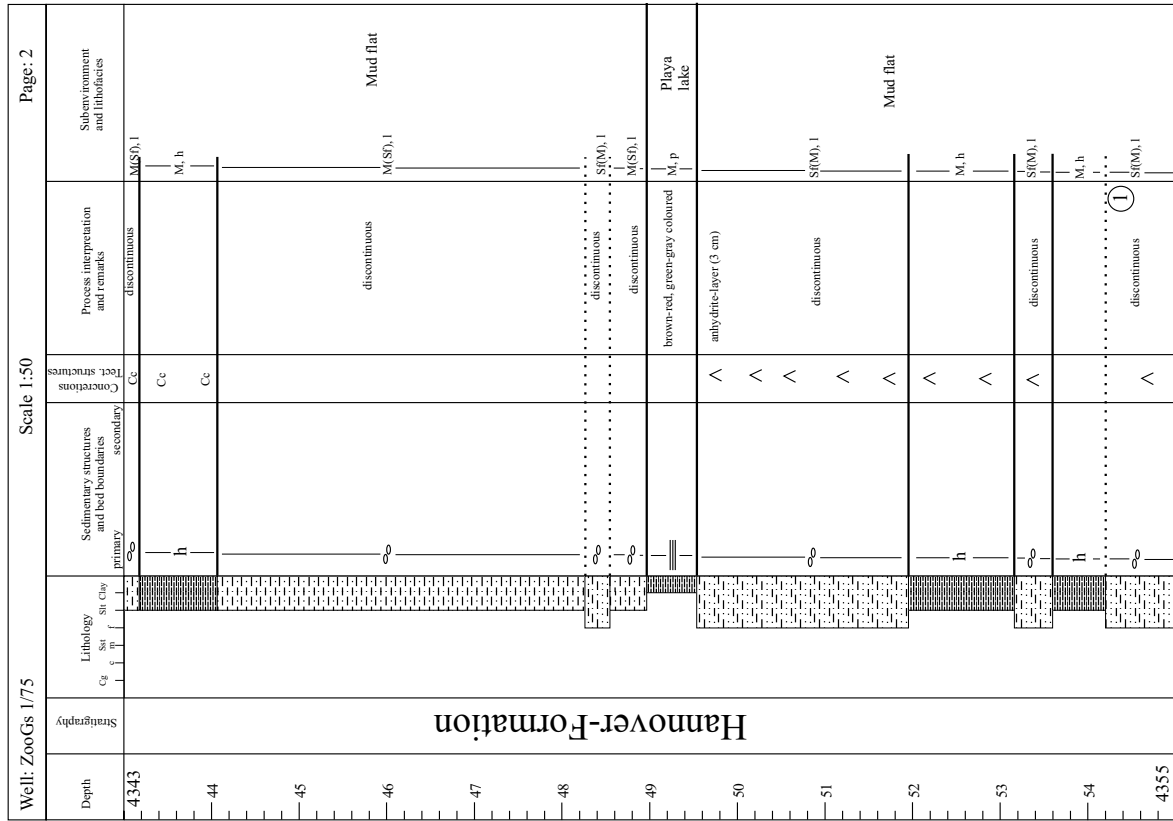 Well: ZooGs 1/75
Scale 1:50
Page: 2
Depth
Stratigraphy
Lithology
Cg
c
Sst
m
f
Slt
Clay
Sedimentary structures
and bed boundaries
primary
secondary
Concretions
Tect. structures
Process interpretation
and remarks
Subenvironment
and lithofacies
4343
44
45
46
47
48
49
50
51
52
53
54
4355
Hannover-Formation
h
h
h
Cc
Cc
Cc
discontinuous
discontinuous
discontinuous
discontinuous
brown-red, green-gray coloured
anhydrite-layer (3 cm)
discontinuous
discontinuous
discontinuous
1
M(Sf), l
M, h
M(Sf), l
Sf(M), l
M(Sf), l
M, p
Sf(M), l
M, h
Sf(M), l
M, h
Sf(M), l
Mud flat
Playa
lake
Mud flat